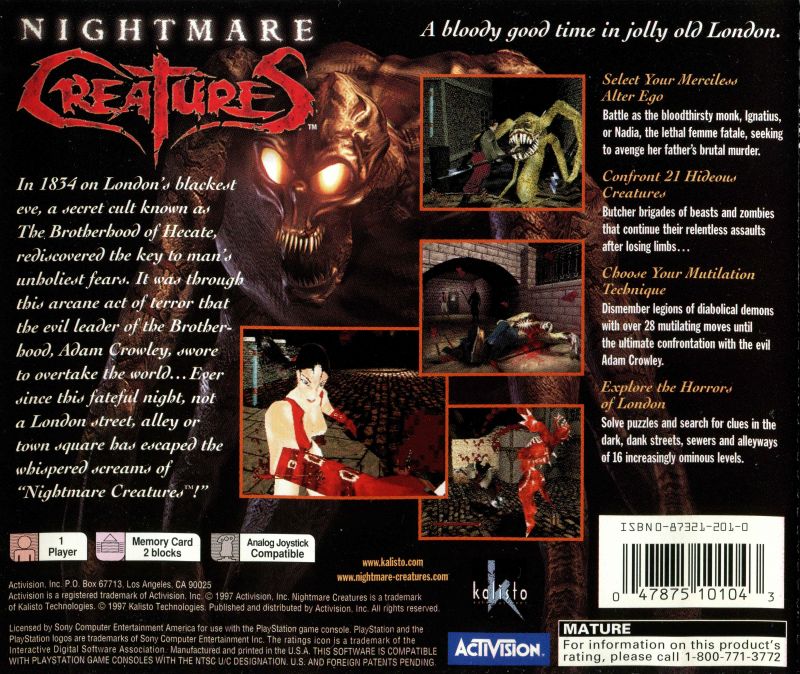 NIGHTMARE
CREATURES™
A bloody good time in jolly old London.
In 1834 on London's blackest
eve, a secret cult known as
The Brotherhood of Hecate,
rediscovered the key to man's
unholiest fears. It was through
this arcane act of terror that
the evil leader of the Brother-
hood, Adam Crowley, swore
to overtake the world...Ever
since this fateful night, not
a London street, alley or
town square has escaped the
whispered screams of
"Nightmare Creatures™!"
Select Your Merciless
Alter Ego
Battle as the bloodthirsty monk, Ignatius,
or Nadia, the lethal femme fatale, seeking
to avenge her father's brutal murder.
Confront 21 Hideous
Creatures
Butcher brigades of beasts and zombies
that continue their relentless assaults
after losing limbs...
Choose Your Mutilation
Technique
Dismember legions of diabolical demons
with over 28 mutilating moves until
the ultimate confrontation with the evil
Adam Crowley.
Explore the Horrors
of London
Solve puzzles and search for clues in the
dark, dank streets, sewers and alleyways
of 16 increasingly ominous levels.
1
Player
Memory Card
2 blocks
Analog Joystick
Compatible
www.kalisto.com
www.nightmare-creatures.com
Activision, Inc. P.O. Box 67713, Los Angeles, CA 90025
Activision is a registered trademark of Activision, Inc. © 1997 Activision, Inc. Nightmare Creatures is a trademark
of Kalisto Technologies. © 1997 Kalisto Technologies. Published and distributed by Activision, Inc. All rights reserved.
Licensed by Sony Computer Entertainment America for use with the PlayStation game console. PlayStation and the
PlayStation logos are trademarks of Sony Computer Entertainment Inc. The ratings icon is a trademark of the
Interactive Digital Software Association. Manufactured and printed in the U.S.A. THIS SOFTWARE IS COMPATIBLE
WITH PLAYSTATION GAME CONSOLES WITH THE NTSC U/C DESIGNATION. U.S. AND FOREIGN PATENTS PENDING.
kalisto
ACTIVISION
ISBN 0-87321-201-0
0 47875 10104 3
MATURE
For information on this product's
rating, please call 1-800-771-3772